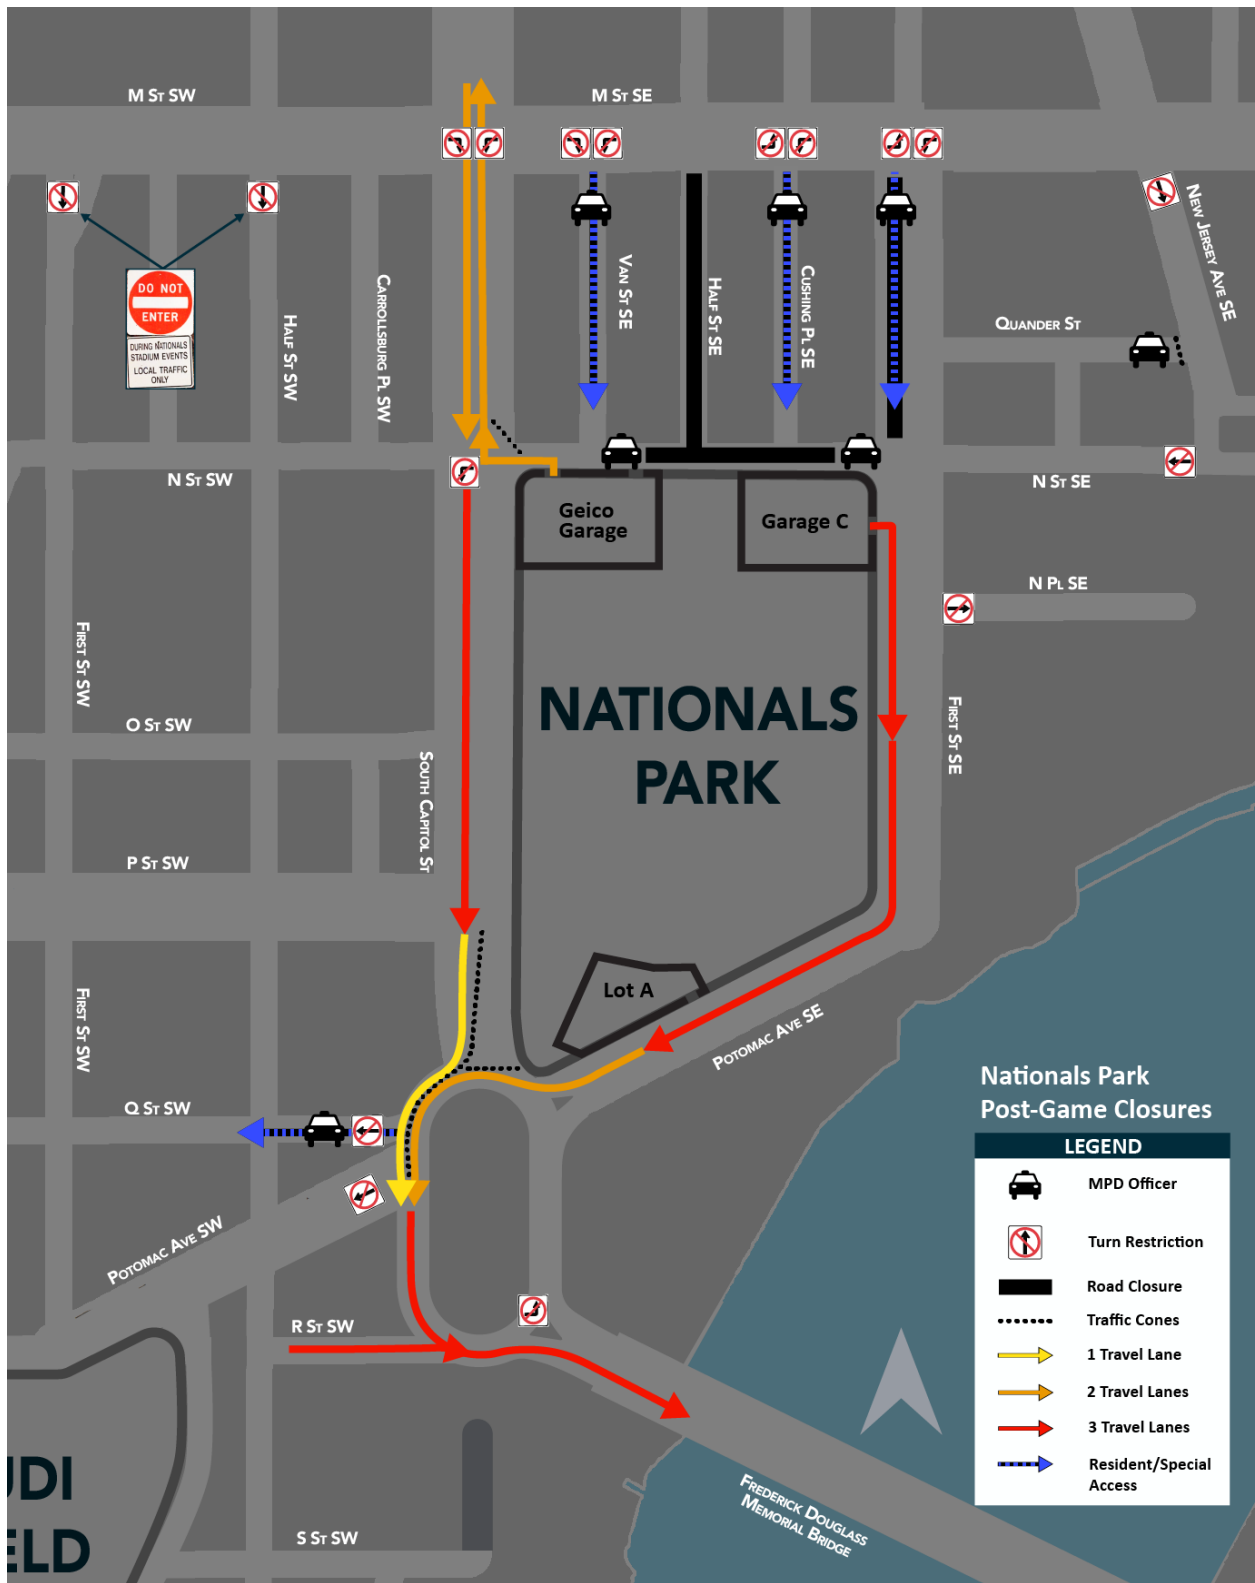 M St SW
M St SE
New Jersey Ave SE
DO NOT
ENTER
DURING NATIONALS
STADIUM EVENTS
LOCAL TRAFFIC
ONLY
Half St SW
Carrollsburg Pl SW
Van St SE
Half St SE
Cushing Pl SE
Quander St
N St SW
N St SE
Geico
Garage
Garage C
N Pl SE
First St SW
NATIONALS
PARK
First St SE
O St SW
South Capitol St
P St SW
First St SW
Lot A
Potomac Ave SE
Q St SW
Potomac Ave SW
R St SW
Nationals Park
Post-Game Closures
LEGEND
MPD Officer
Turn Restriction
Road Closure
Traffic Cones
1 Travel Lane
2 Travel Lanes
3 Travel Lanes
Resident/Special
Access
UDI
ELD
Frederick Douglass
Memorial Bridge
S St SW